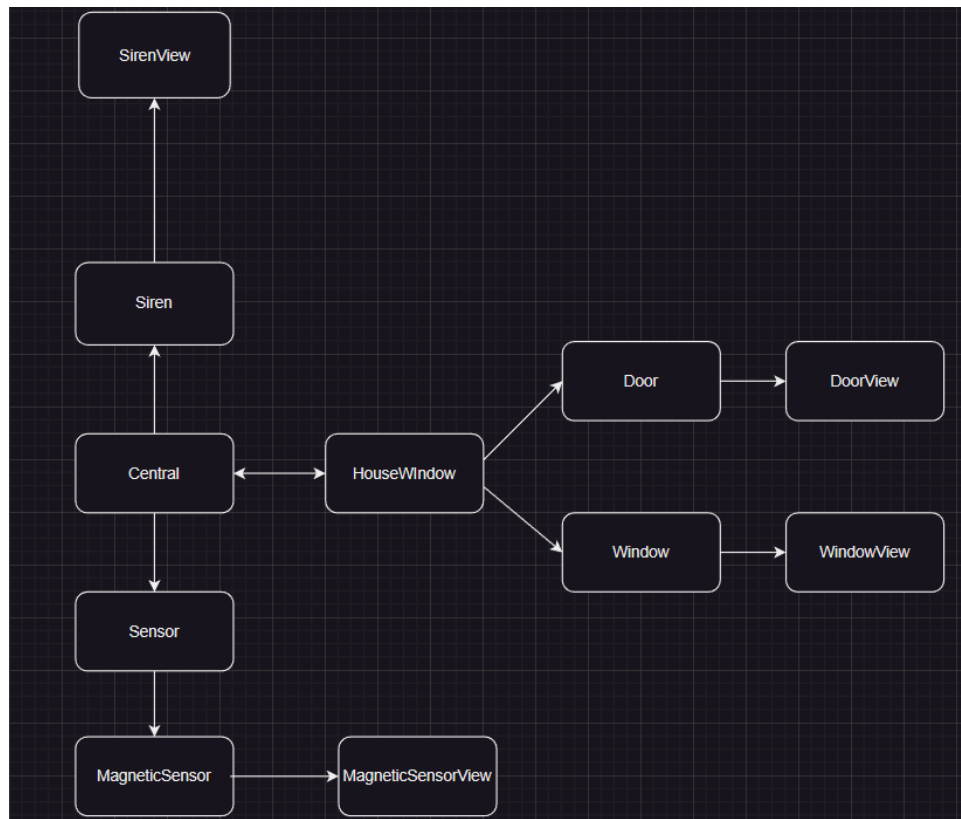 SirenView
Siren
Door
DoorView
Central
HouseWIndow
Window
WindowView
Sensor
MagneticSensor
MagneticSensorView